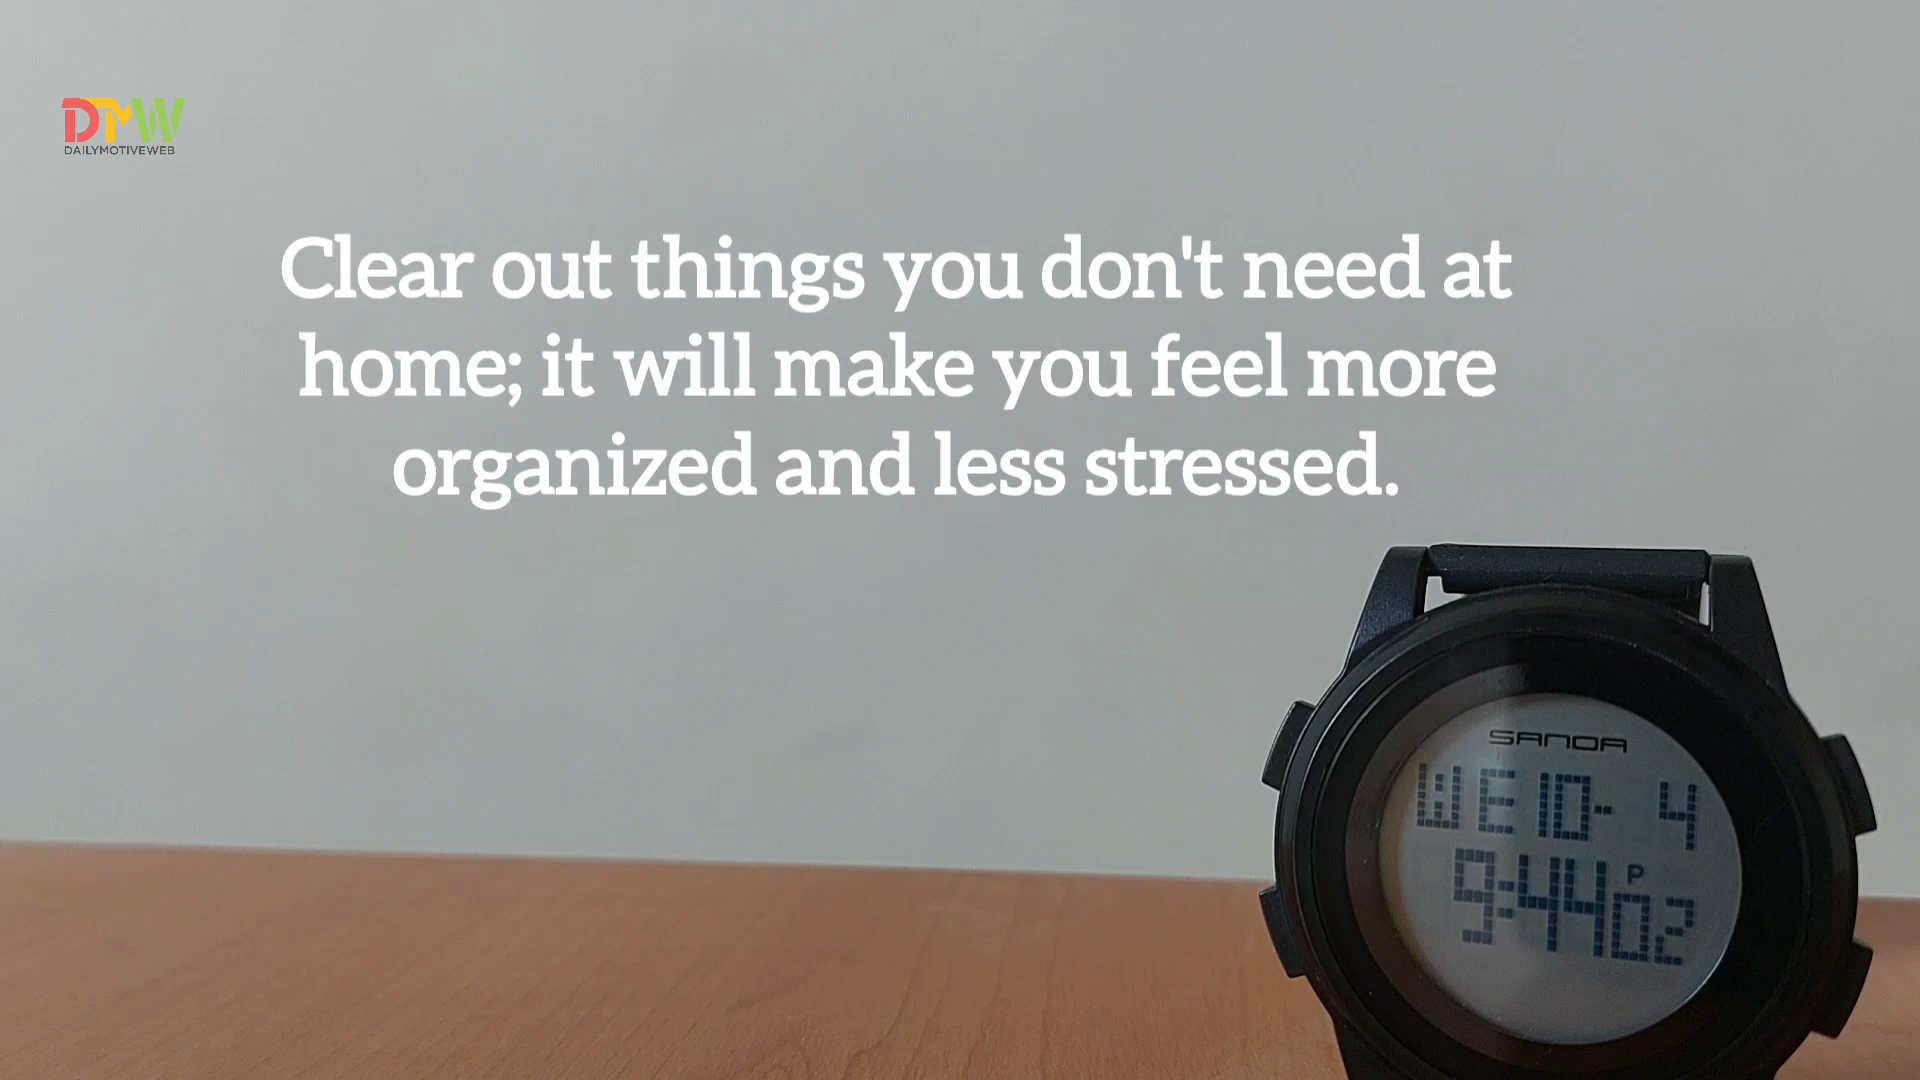 DMW
DAILYMOTIVEWEB
Clear out things you don't need at
home; it will make you feel more
organized and less stressed.
SANDA
WE 10- 4
P
9:44 02